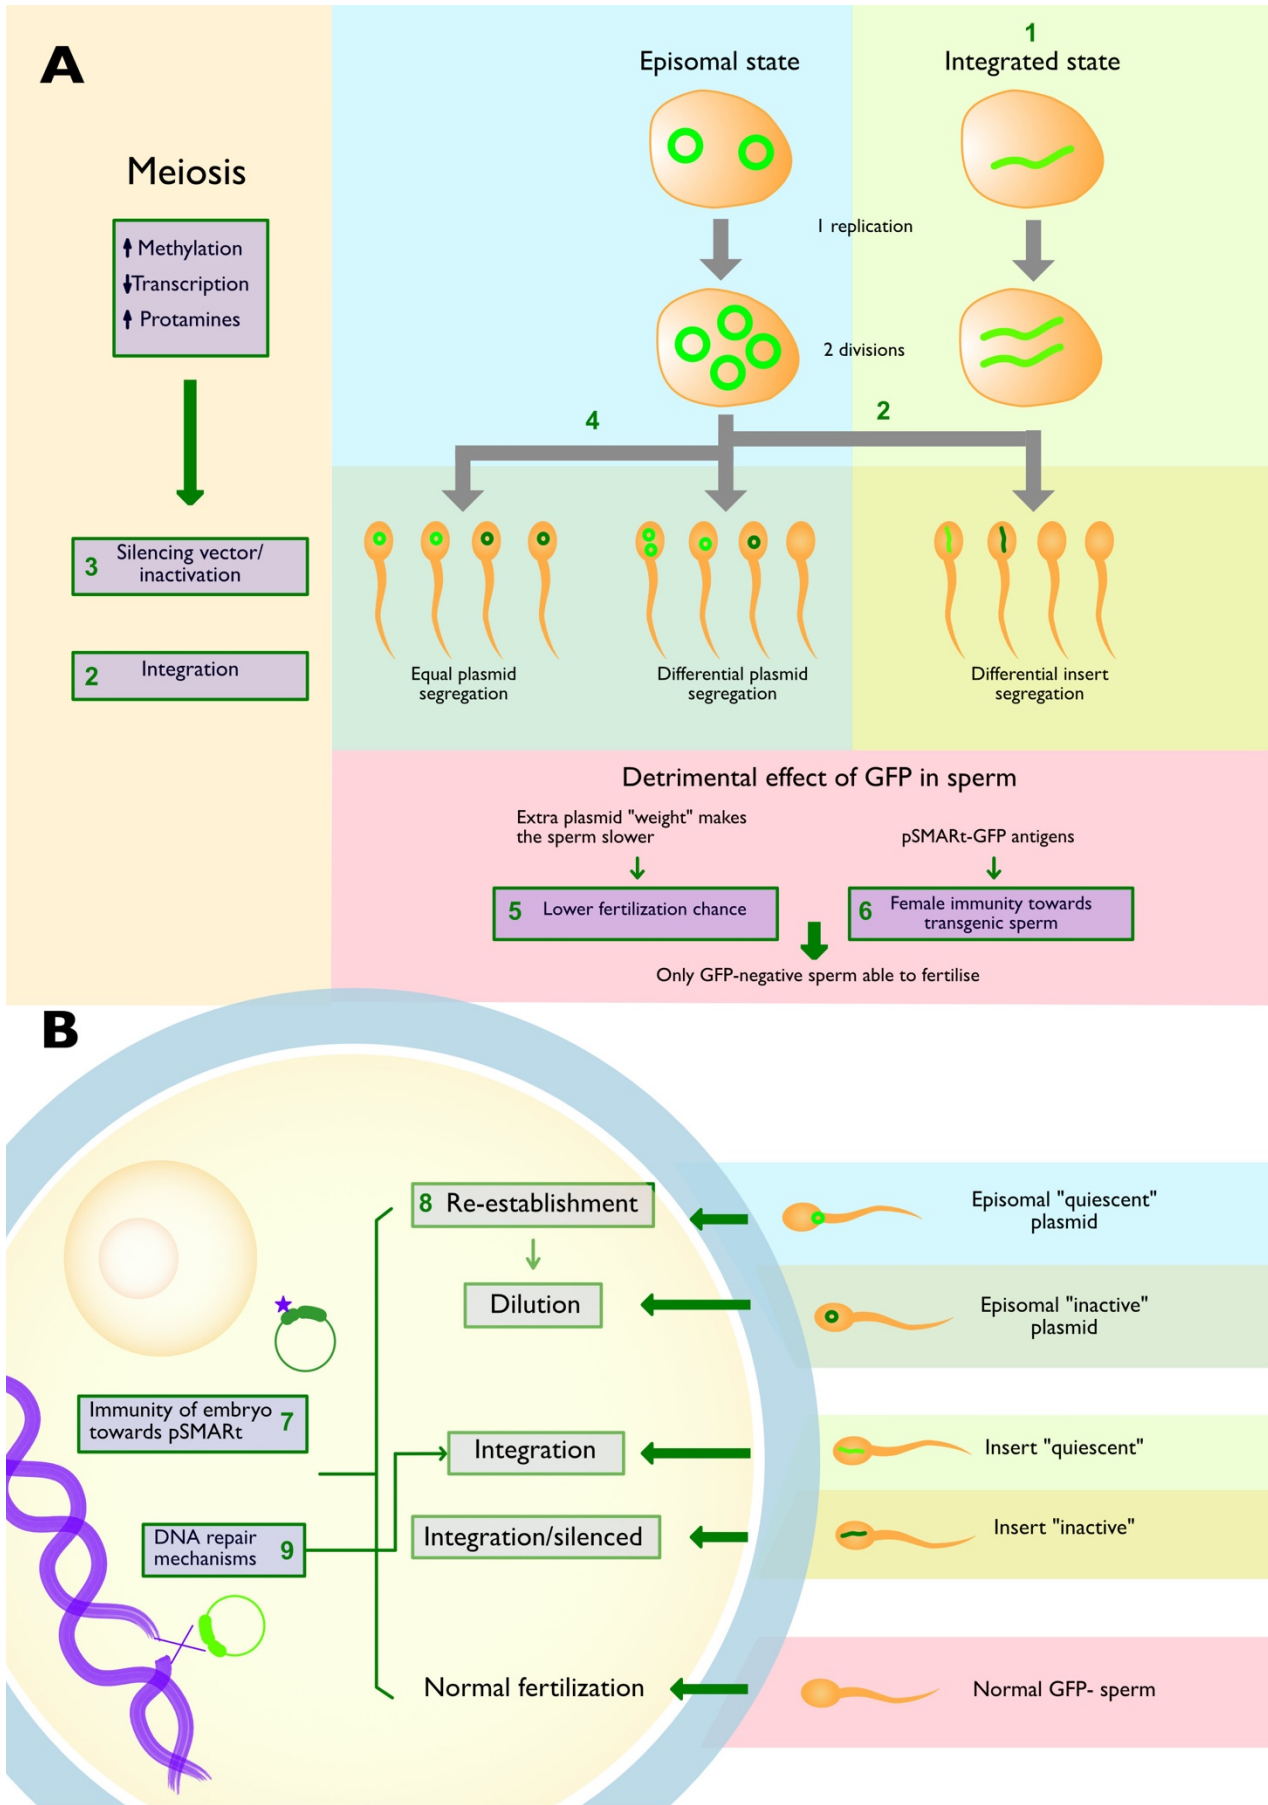 A
Meiosis
Methylation
Transcription
Protamines
3 Silencing vector/
inactivation
2 Integration
Episomal state
1
Integrated state
1 replication
2 divisions
4
2
Equal plasmid
segregation
Differential plasmid
segregation
Differential insert
segregation
Detrimental effect of GFP in sperm
Extra plasmid "weight" makes
the sperm slower
pSMARt-GFP antigens
5 Lower fertilization chance
6 Female immunity towards
transgenic sperm
Only GFP-negative sperm able to fertilise
B
8 Re-establishment
Dilution
Immunity of embryo
towards pSMARt 7
Integration
DNA repair
mechanisms 9
Integration/silenced
Normal fertilization
Episomal "quiescent"
plasmid
Episomal "inactive"
plasmid
Insert "quiescent"
Insert "inactive"
Normal GFP- sperm